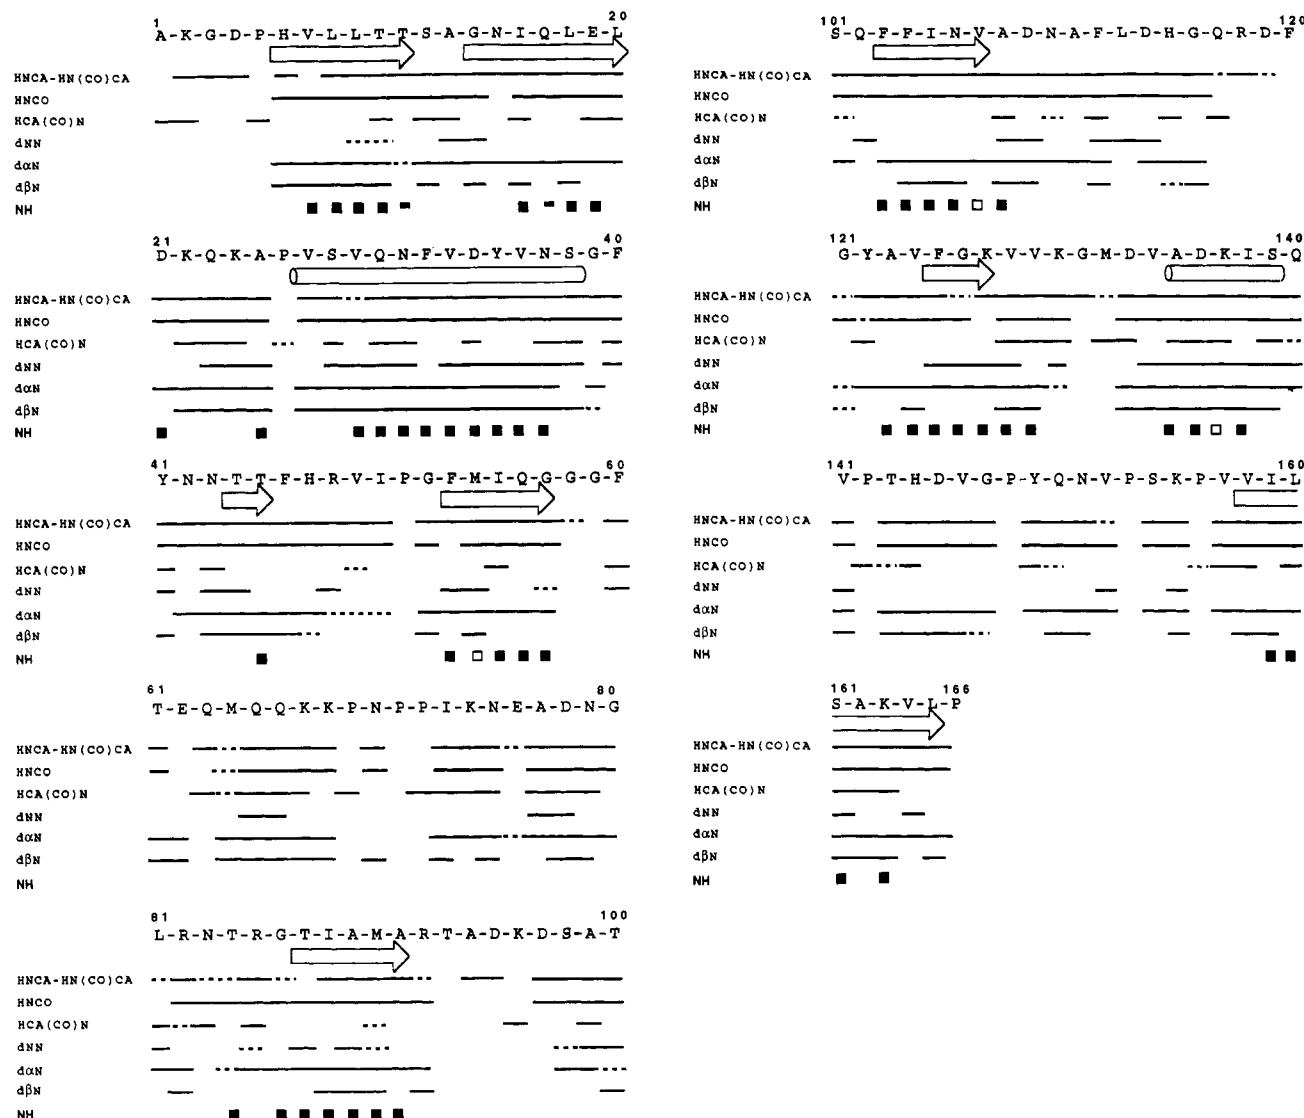 1 20
A-K-G-D-P-H-V-L-L-T-T-S-A-G-N-I-Q-L-E-L
HNCA-HN(CO)CA
HNCO
HCA(CO)N
dNN
dαN
dβN
NH
21 40
D-K-Q-K-A-P-V-S-V-Q-N-F-V-D-Y-V-N-S-G-F
HNCA-HN(CO)CA
HNCO
HCA(CO)N
dNN
dαN
dβN
NH
41 60
Y-N-N-T-T-F-H-R-V-I-P-G-F-M-I-Q-G-G-G-F
HNCA-HN(CO)CA
HNCO
HCA(CO)N
dNN
dαN
dβN
NH
61 80
T-E-Q-M-Q-Q-K-K-P-N-P-P-I-K-N-E-A-D-N-G
HNCA-HN(CO)CA
HNCO
HCA(CO)N
dNN
dαN
dβN
NH
81 100
L-R-N-T-R-G-T-I-A-M-A-R-T-A-D-K-D-S-A-T
HNCA-HN(CO)CA
HNCO
HCA(CO)N
dNN
dαN
dβN
NH
101 120
S-Q-F-F-I-N-V-A-D-N-A-F-L-D-H-G-Q-R-D-F
HNCA-HN(CO)CA
HNCO
HCA(CO)N
dNN
dαN
dβN
NH
121 140
G-Y-A-V-F-G-K-V-V-K-G-M-D-V-A-D-K-I-S-Q
HNCA-HN(CO)CA
HNCO
HCA(CO)N
dNN
dαN
dβN
NH
141 160
V-P-T-H-D-V-G-P-Y-Q-N-V-P-S-K-P-V-V-I-L
HNCA-HN(CO)CA
HNCO
HCA(CO)N
dNN
dαN
dβN
NH
161 166
S-A-K-V-L-P
HNCA-HN(CO)CA
HNCO
HCA(CO)N
dNN
dαN
dβN
NH